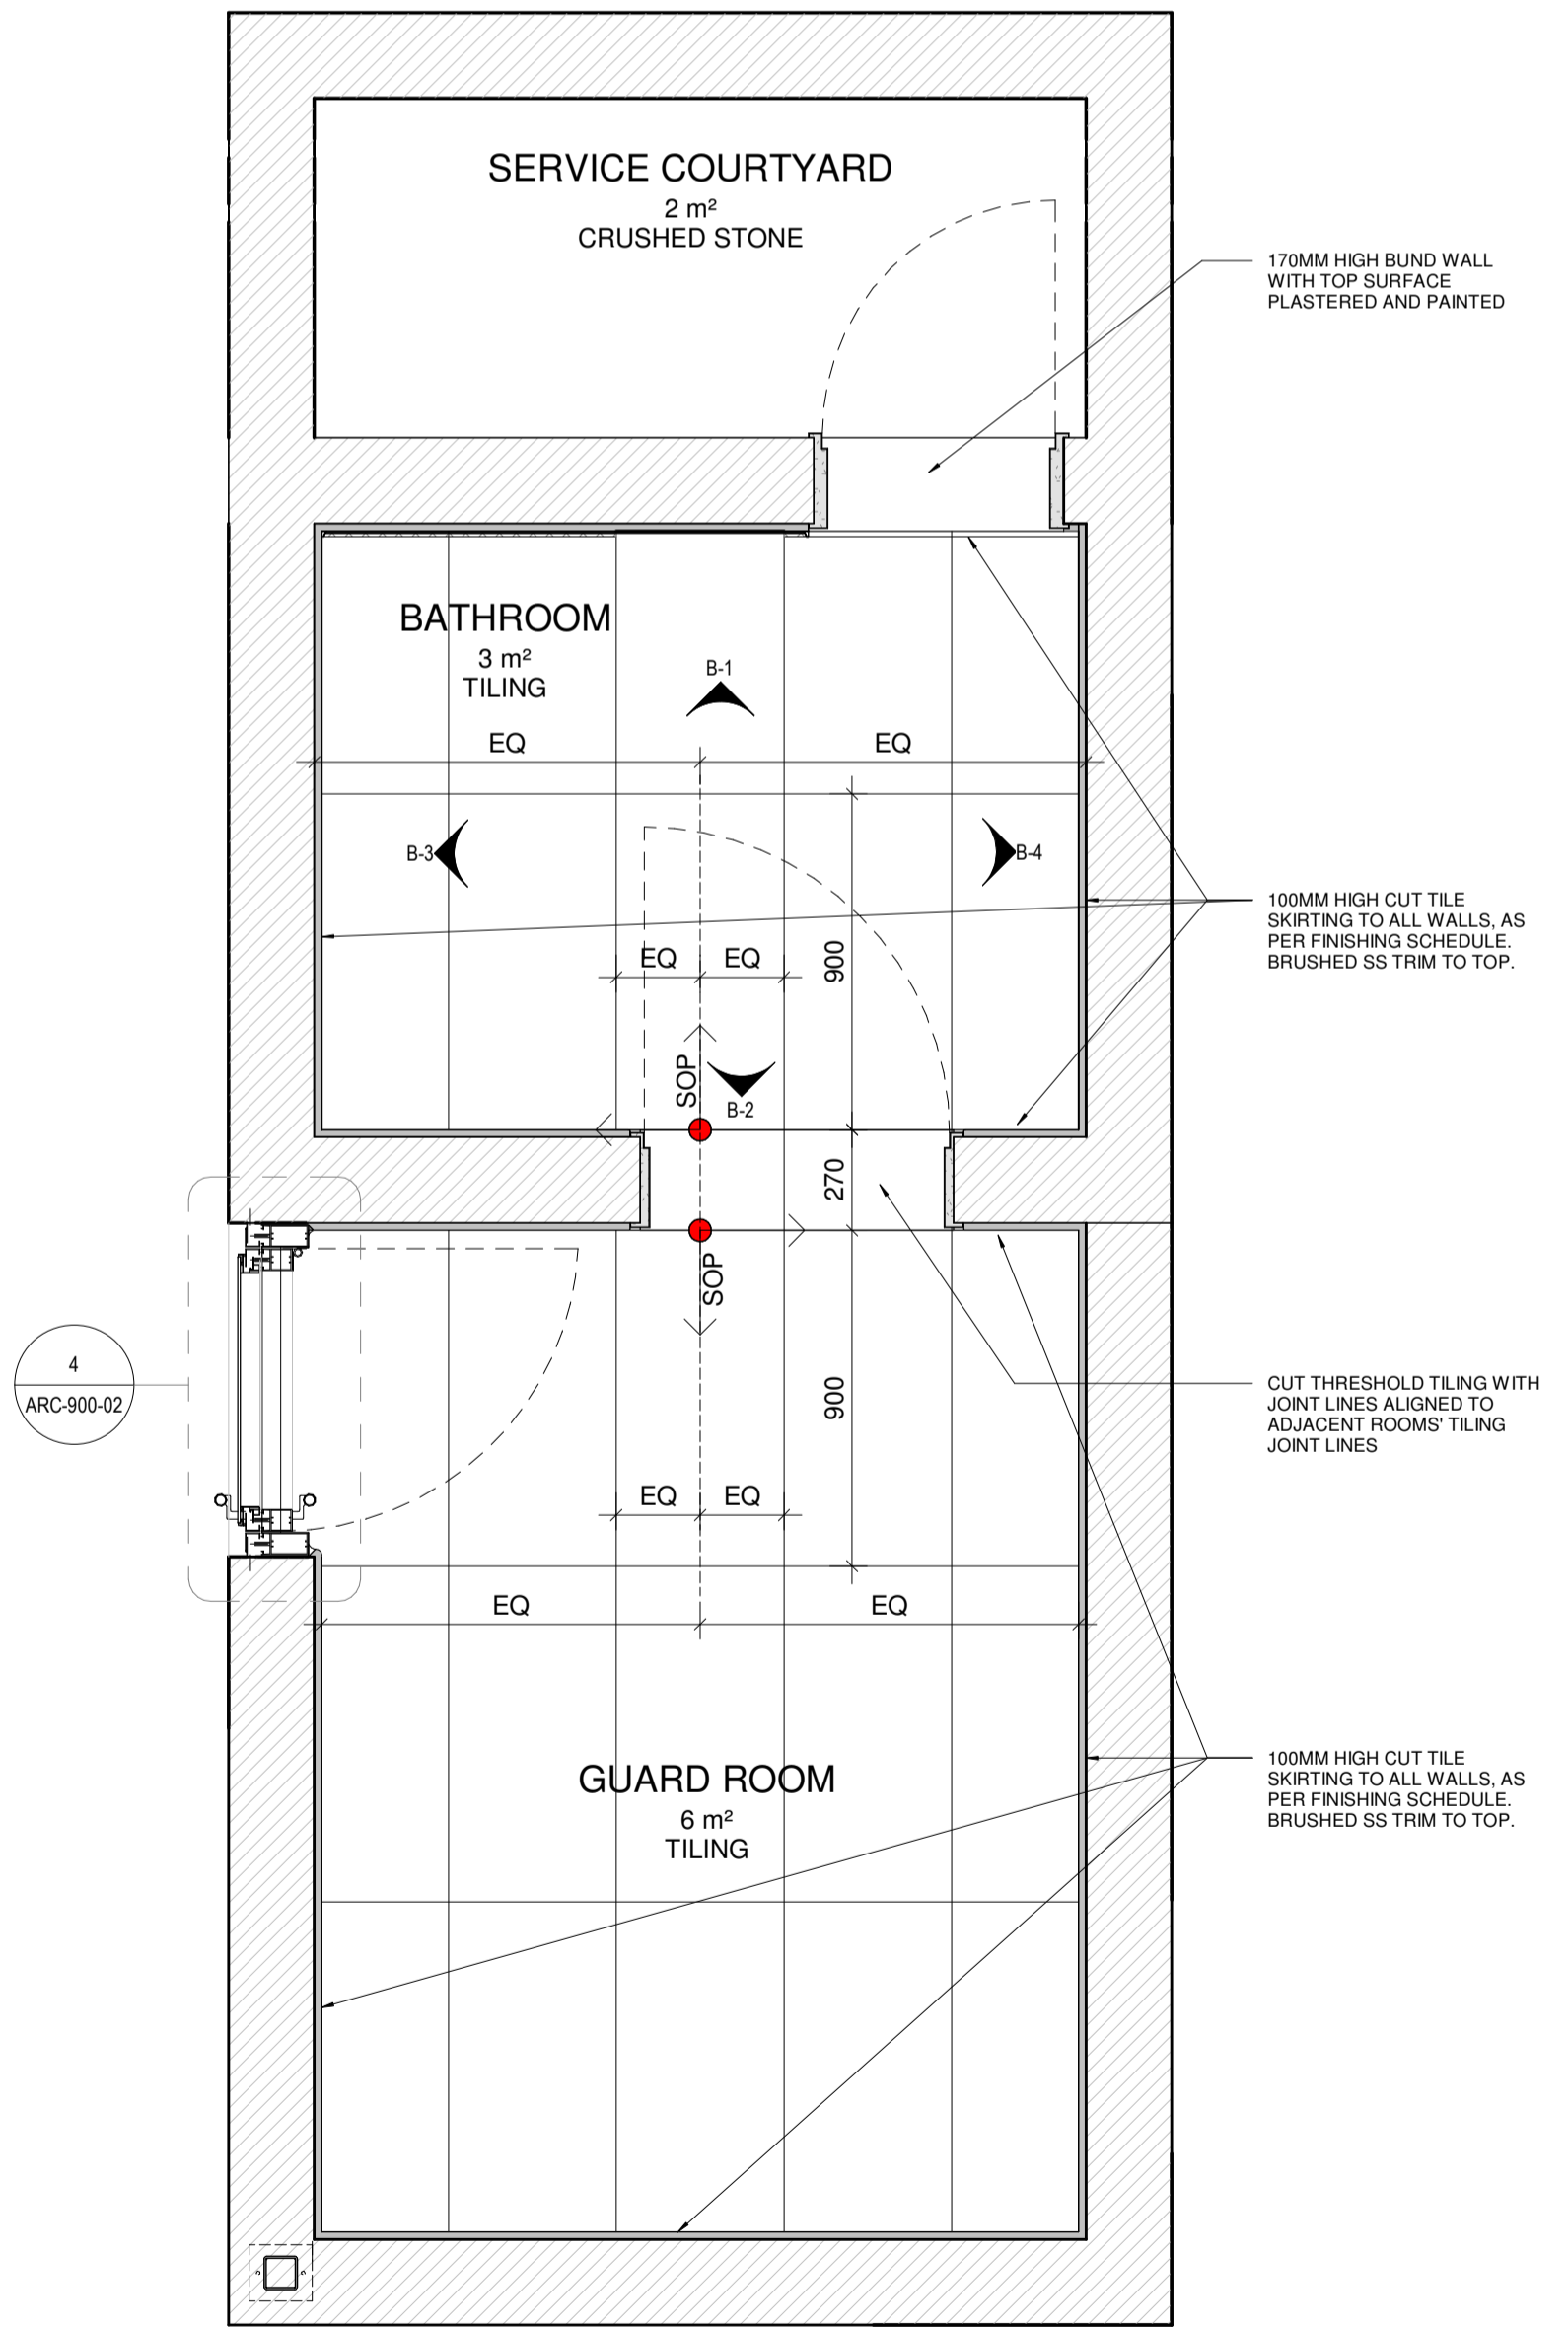 SERVICE COURTYARD
2 m²
CRUSHED STONE
170MM HIGH BUND WALL
WITH TOP SURFACE
PLASTERED AND PAINTED
BATHROOM
3 m²
TILING
B-1
EQ
EQ
B-3
B-4
100MM HIGH CUT TILE
SKIRTING TO ALL WALLS, AS
PER FINISHING SCHEDULE.
BRUSHED SS TRIM TO TOP.
EQ
EQ
900
SOP
B-2
270
SOP
4
ARC-900-02
900
CUT THRESHOLD TILING WITH
JOINT LINES ALIGNED TO
ADJACENT ROOMS' TILING
JOINT LINES
EQ
EQ
EQ
EQ
GUARD ROOM
6 m²
TILING
100MM HIGH CUT TILE
SKIRTING TO ALL WALLS, AS
PER FINISHING SCHEDULE.
BRUSHED SS TRIM TO TOP.